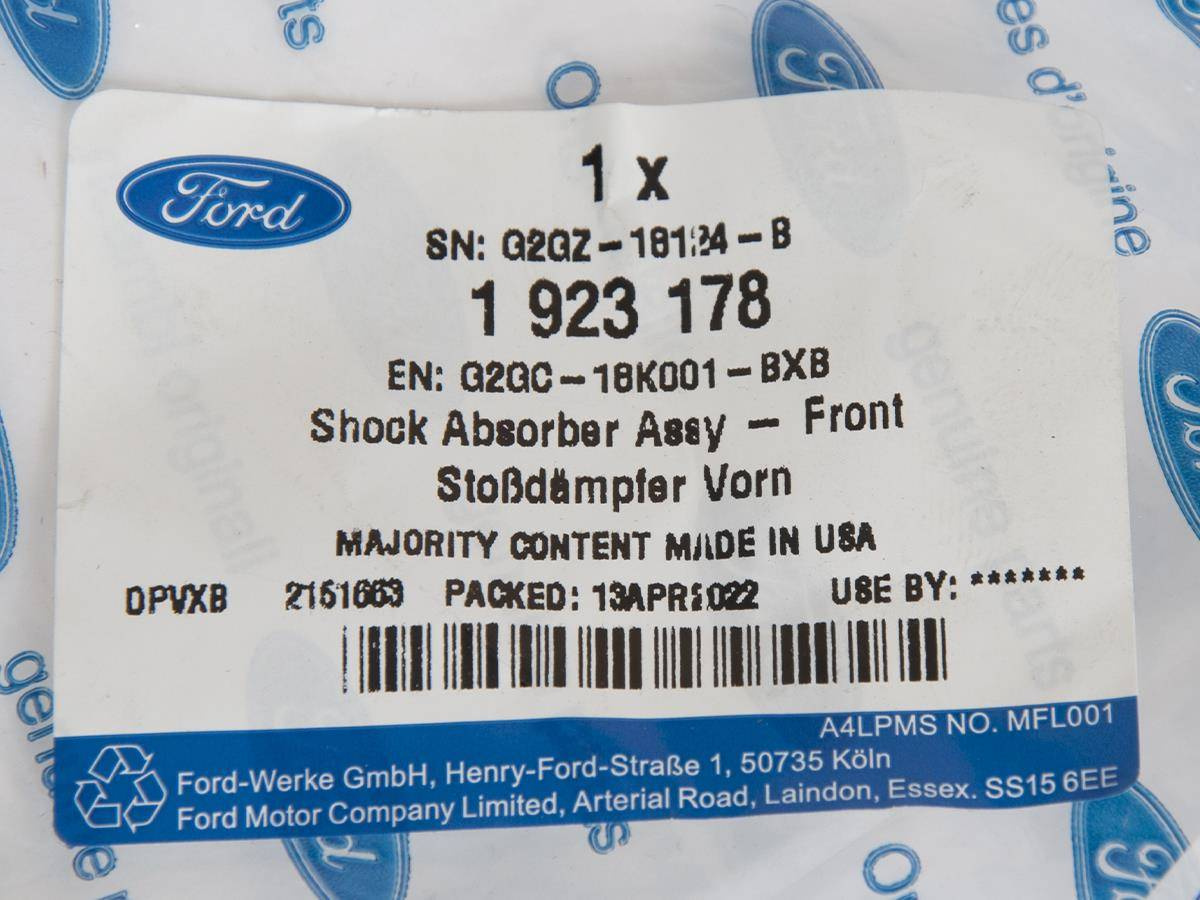 Ford
1 x
SN: G2GZ-18124-B
1 923 178
EN: G2GC-18K001-BXB
Shock Absorber Assy - Front
Stoßdämpfer Vorn
MAJORITY CONTENT MADE IN USA
DPVXB 2151663 PACKED: 13APR2022 USE BY: *******
A4LPMS NO. MFL001
Ford-Werke GmbH, Henry-Ford-Straße 1, 50735 Köln
Ford Motor Company Limited, Arterial Road, Laindon, Essex. SS15 6EE
genuine parts